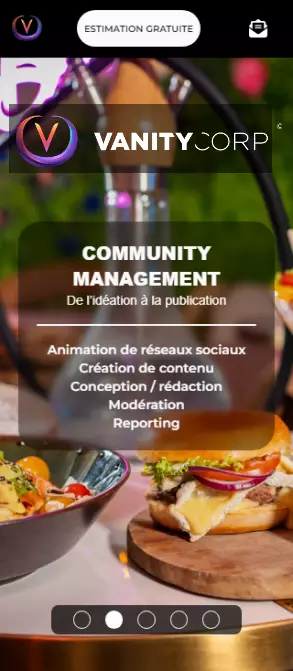 V
ESTIMATION GRATUITE
V VANITYCORP ©
COMMUNITY
MANAGEMENT
De l'idéation à la publication
Animation de réseaux sociaux
Création de contenu
Conception / rédaction
Modération
Reporting